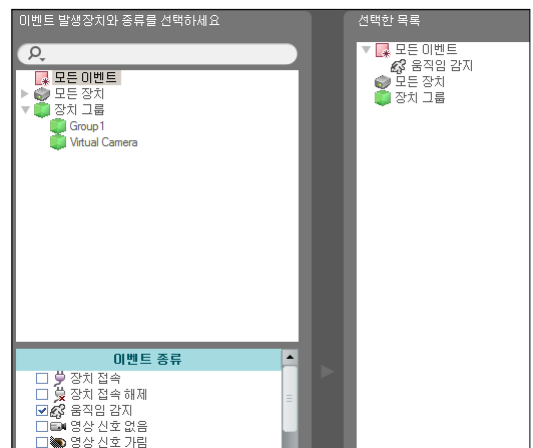 이벤트 발생장치와 종류를 선택하세요
모든 이벤트
모든 장치
장치 그룹
Group1
Virtual Camera
이벤트 종류
장치 접속
장치 접속 해제
움직임 감지
영상 신호 없음
영상 신호 가림
선택한 목록
모든 이벤트
움직임 감지
모든 장치
장치 그룹